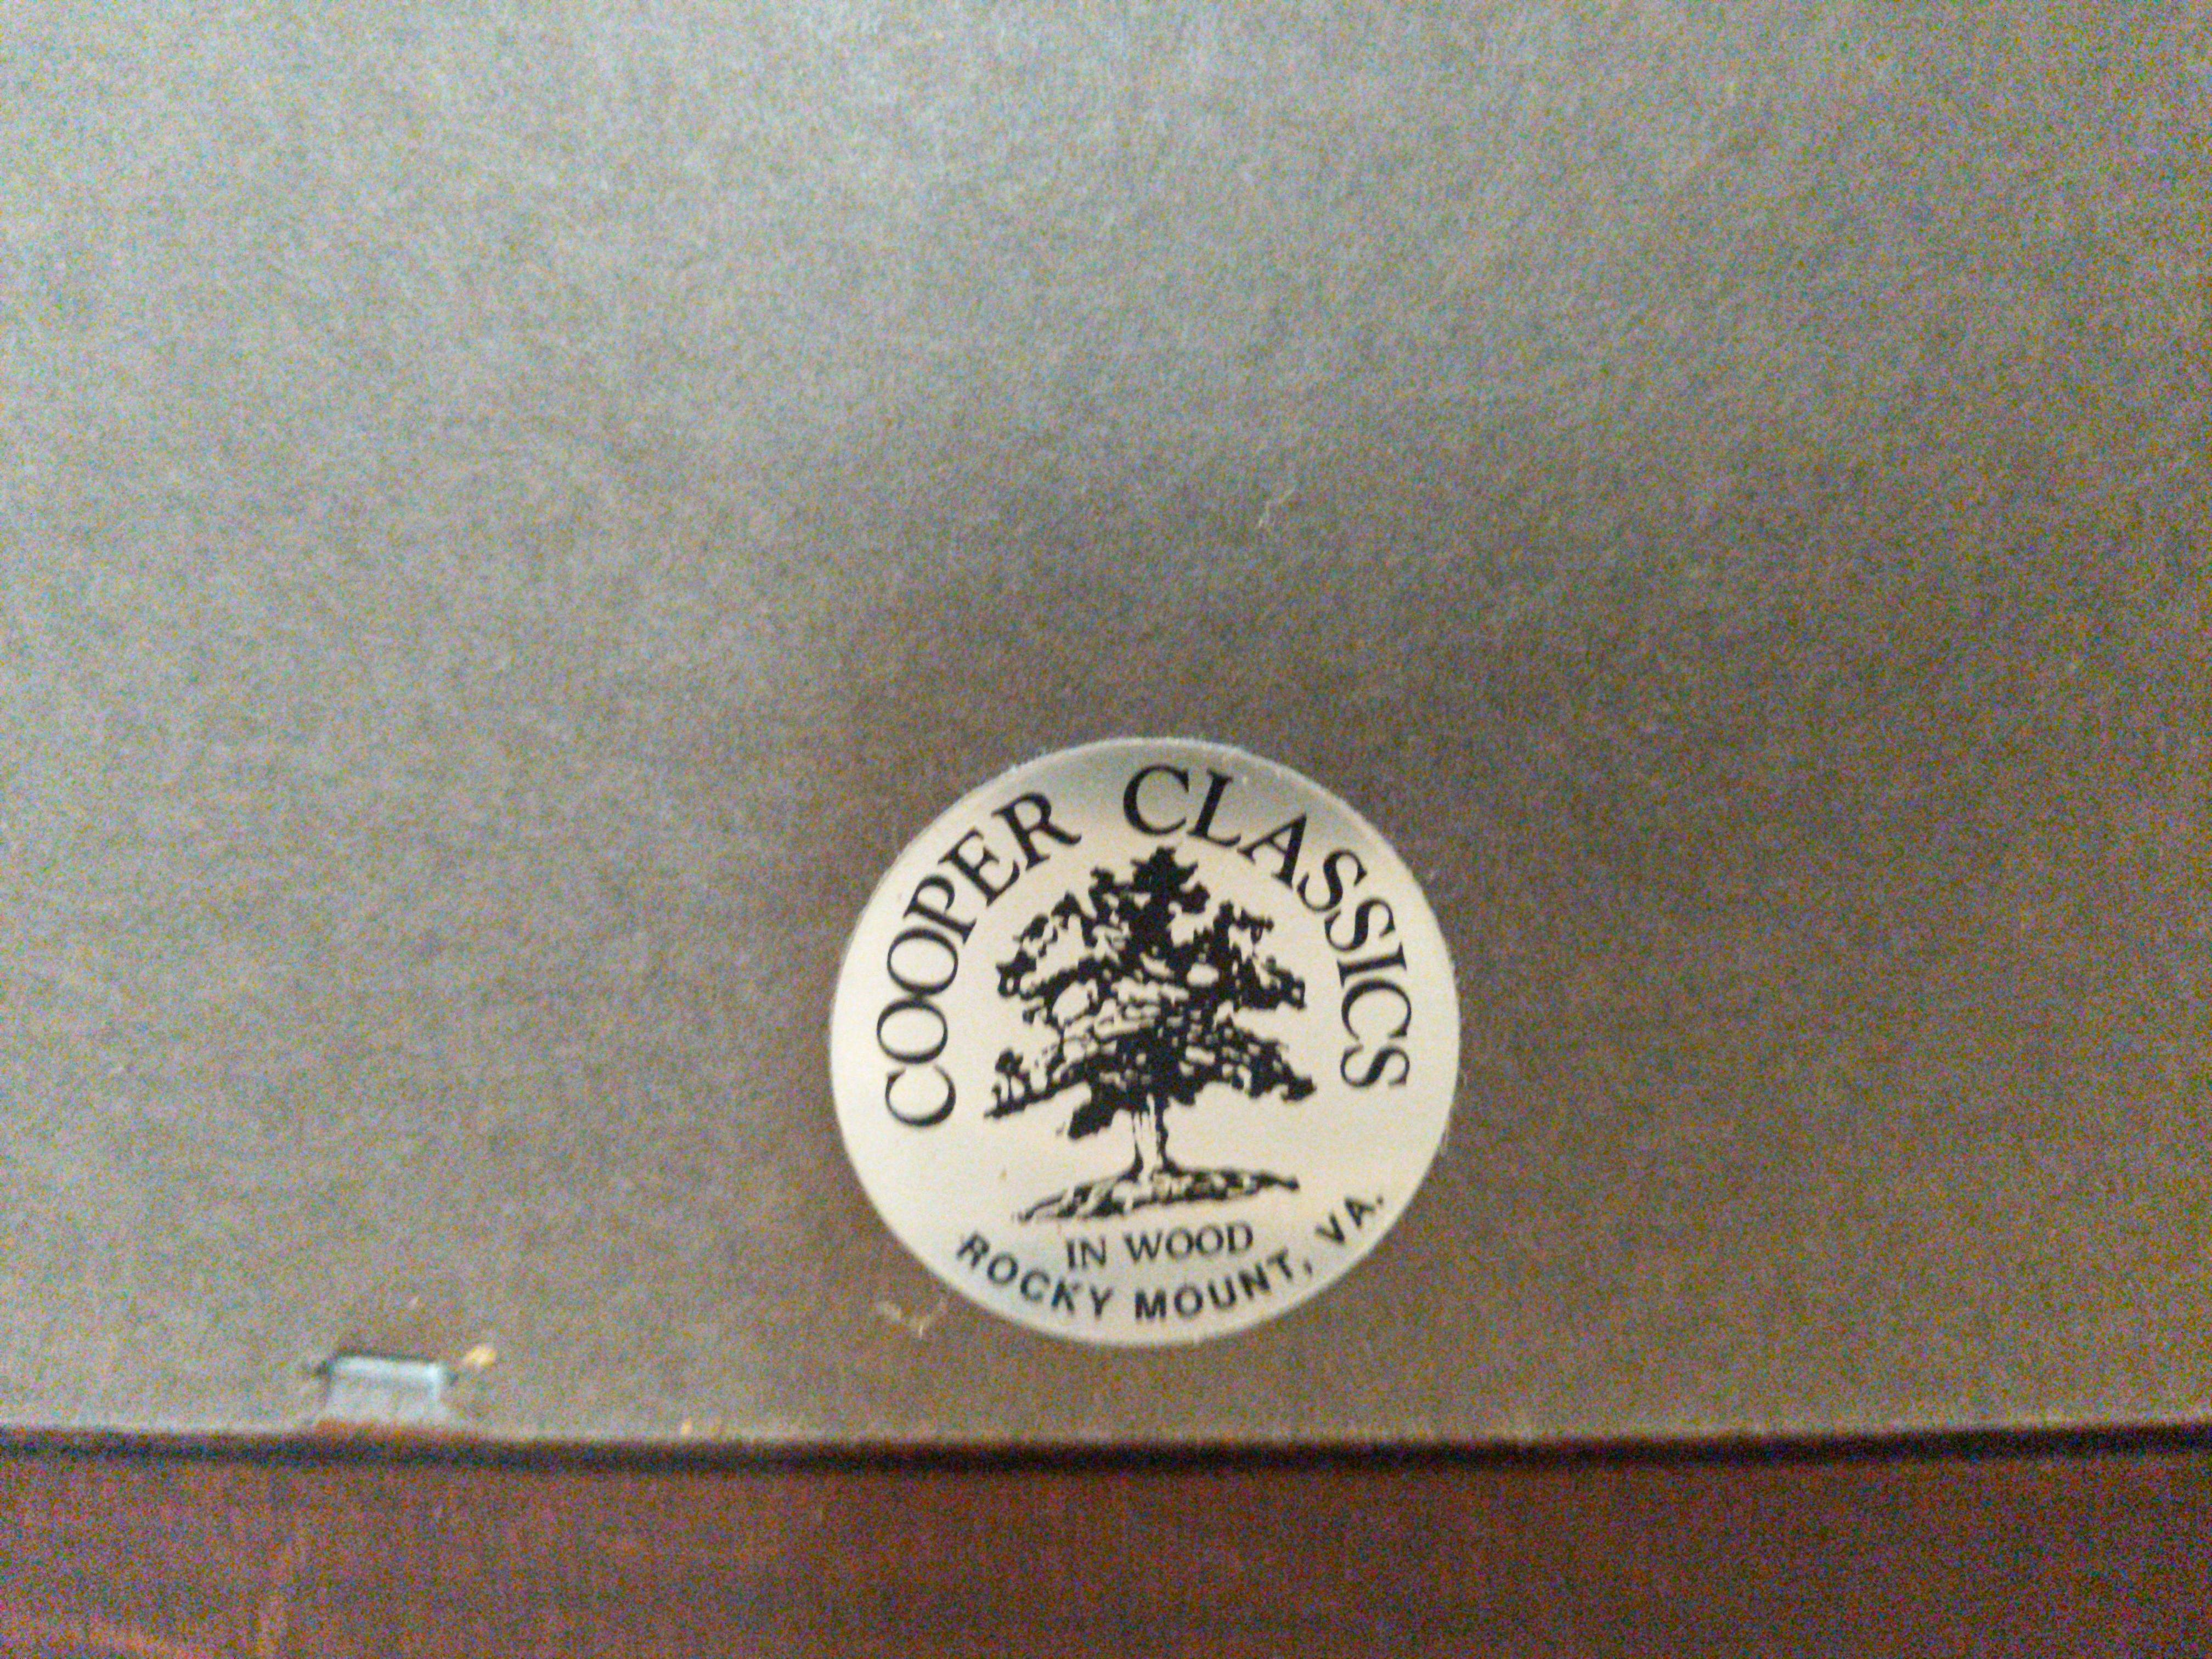 COOPER CLASSICS
IN WOOD
ROCKY MOUNT, VA.